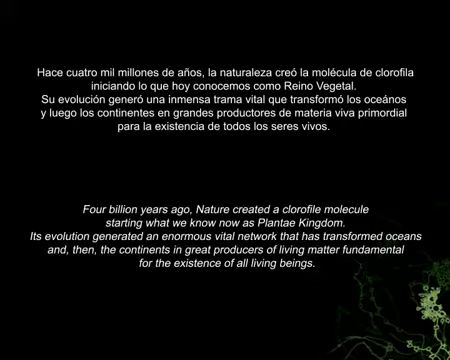 Hace cuatro mil millones de años, la naturaleza creó la molécula de clorofila
iniciando lo que hoy conocemos como Reino Vegetal.
Su evolución generó una inmensa trama vital que transformó los oceános
y luego los continentes en grandes productores de materia viva primordial
para la existencia de todos los seres vivos.
Four billion years ago, Nature created a clorofile molecule
starting what we know now as Plantae Kingdom.
Its evolution generated an enormous vital network that has transformed oceans
and, then, the continents in great producers of living matter fundamental
for the existence of all living beings.